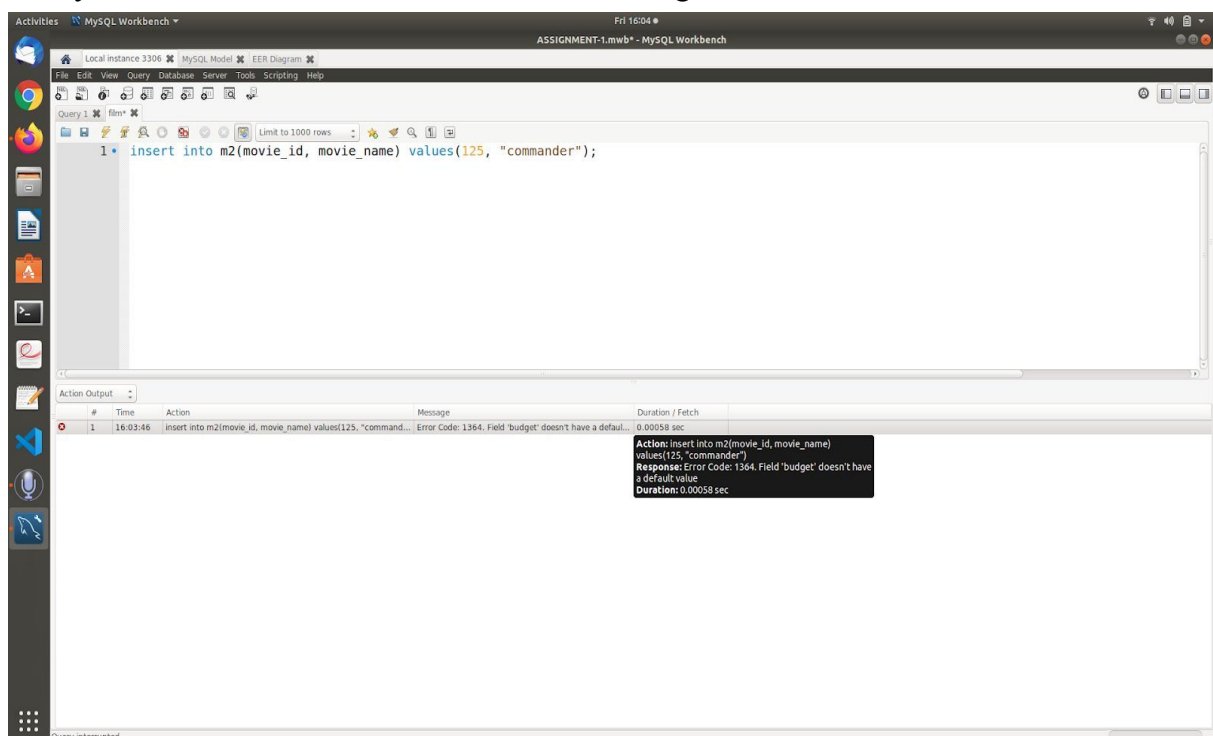 Activities MySQL Workbench Fri 16:04
ASSIGNMENT-1.mwb* - MySQL Workbench
Local instance 3306 MySQL Model EER Diagram
File Edit View Query Database Server Tools Scripting Help
Query 1 film*
Limit to 1000 rows
1 insert into m2(movie_id, movie_name) values(125, "commander");
Action Output
# Time Action Message Duration / Fetch
1 16:03:46 insert into m2(movie_id, movie_name) values(125, "command... Error Code: 1364. Field 'budget' doesn't have a defaul... 0.00058 sec
Action: insert into m2(movie_id, movie_name)
values(125, "commander")
Response: Error Code: 1364. Field 'budget' doesn't have
a default value
Duration: 0.00058 sec